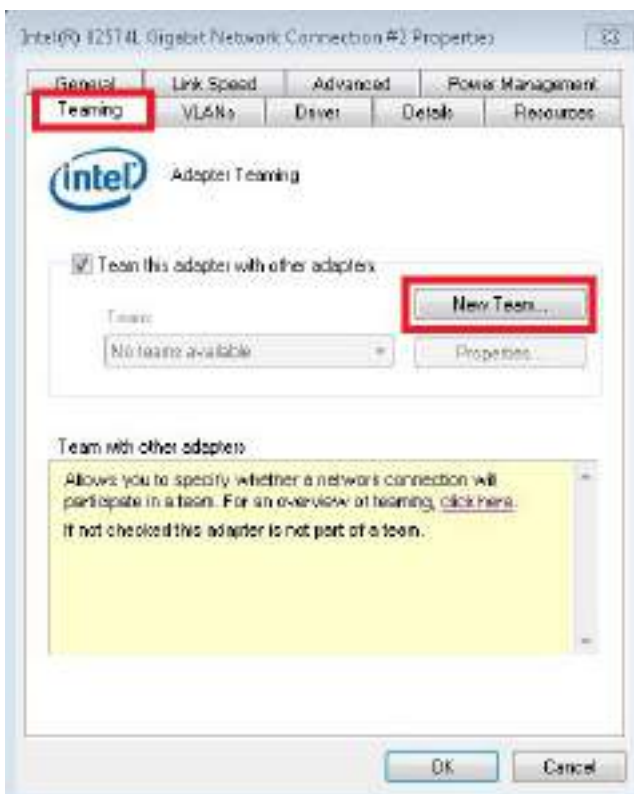 Intel(R) 82574L Gigabit Network Connection #2 Properties
General Link Speed Advanced Power Management
Teaming VLANs Driver Details Resources
intel Adapter Teaming
Team this adapter with other adapters
New Team...
Team:
No teams available
Properties...
Team with other adapters
Allows you to specify whether a network connection will
participate in a team. For an overview of teaming, click here.
If not checked this adapter is not part of a team.
OK Cancel